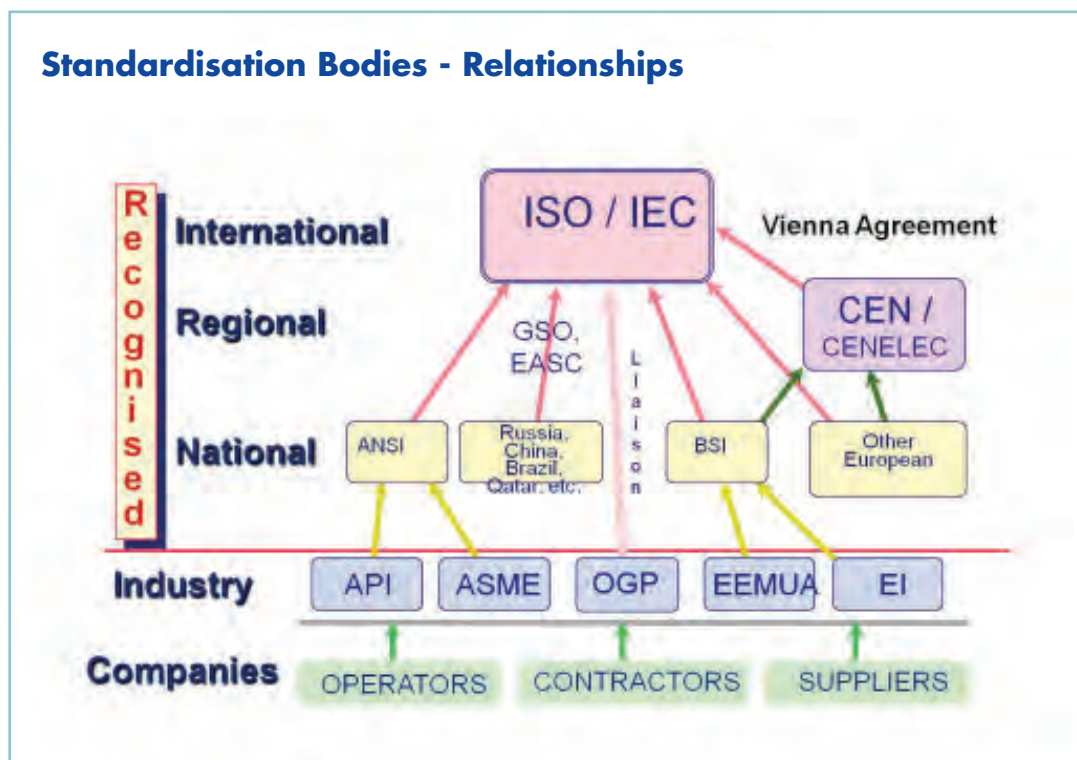 Standardisation Bodies - Relationships
Recognised
International
ISO / IEC
Vienna Agreement
Regional
GSO,
EASC
Liaison
CEN /
CENELEC
National
ANSI
Russia,
China,
Brazil,
Qatar, etc.
BSI
Other
European
Industry
API
ASME
OGP
EEMUA
EI
Companies
OPERATORS
CONTRACTORS
SUPPLIERS